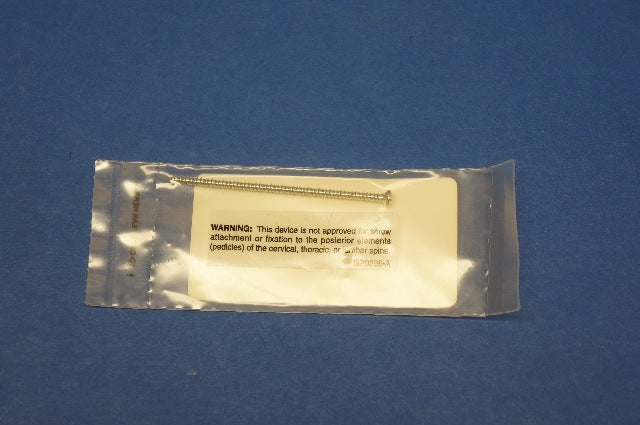 WARNING: This device is not approved for screw
attachment or fixation to the posterior elements
(pedicles) of the cervical, thoracic, or lumbar spine.